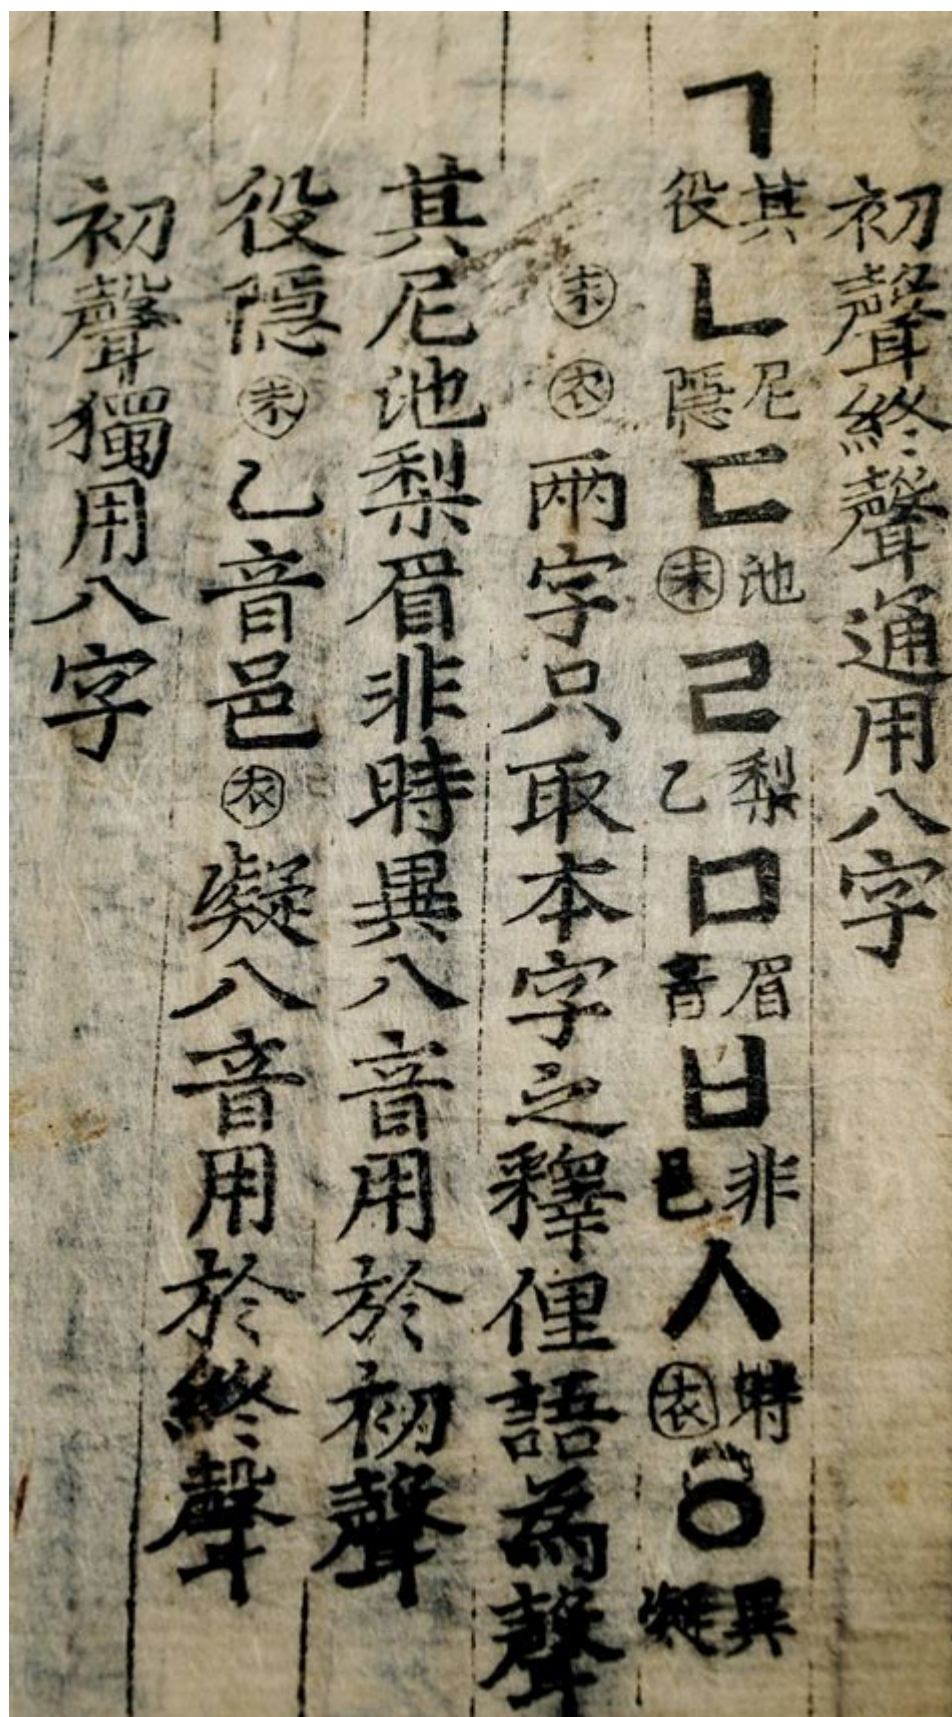 初聲終聲通用八字
ㄱ其役ㄴ尼隱ㄷ池末ㄹ梨乙ㅁ眉音ㅂ非邑ㅅ時衣ㆁ異凝
末衣兩字只取本字之釋俚語爲聲
其尼池梨眉非時異八音用於初聲
役隱末乙音邑衣凝八音用於終聲
初聲獨用八字